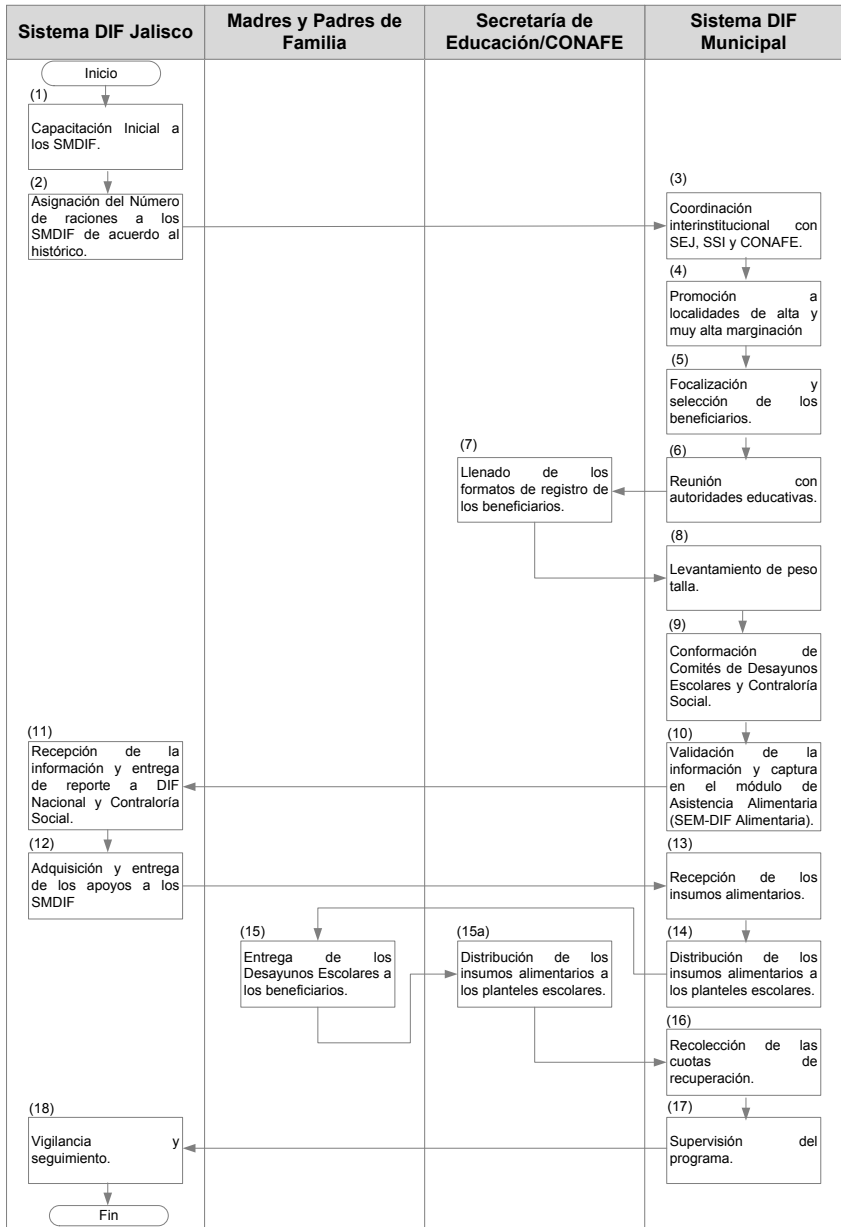 Sistema DIF Jalisco
Madres y Padres de
Familia
Secretaría de
Educación/CONAFE
Sistema DIF
Municipal
Inicio
(1)
Capacitación Inicial a
los SMDIF.
(2)
Asignación del Número
de raciones a los
SMDIF de acuerdo al
histórico.
(3)
Coordinación
interinstitucional con
SEJ, SSI y CONAFE.
(4)
Promoción a
localidades de alta y
muy alta marginación
(5)
Focalización y
selección de los
beneficiarios.
(6)
Reunión con
autoridades educativas.
(7)
Llenado de los
formatos de registro de
los beneficiarios.
(8)
Levantamiento de peso
talla.
(9)
Conformación de
Comités de Desayunos
Escolares y Contraloría
Social.
(10)
Validación de la
información y captura
en el módulo de
Asistencia Alimentaria
(SEM-DIF Alimentaria).
(11)
Recepción de la
información y entrega
de reporte a DIF
Nacional y Contraloría
Social.
(12)
Adquisición y entrega
de los apoyos a los
SMDIF
(13)
Recepción de los
insumos alimentarios.
(14)
Distribución de los
insumos alimentarios a
los planteles escolares.
(15)
Entrega de los
Desayunos Escolares a
los beneficiarios.
(15a)
Distribución de los
insumos alimentarios a
los planteles escolares.
(16)
Recolección de las
cuotas de
recuperación.
(17)
Supervisión del
programa.
(18)
Vigilancia y
seguimiento.
Fin